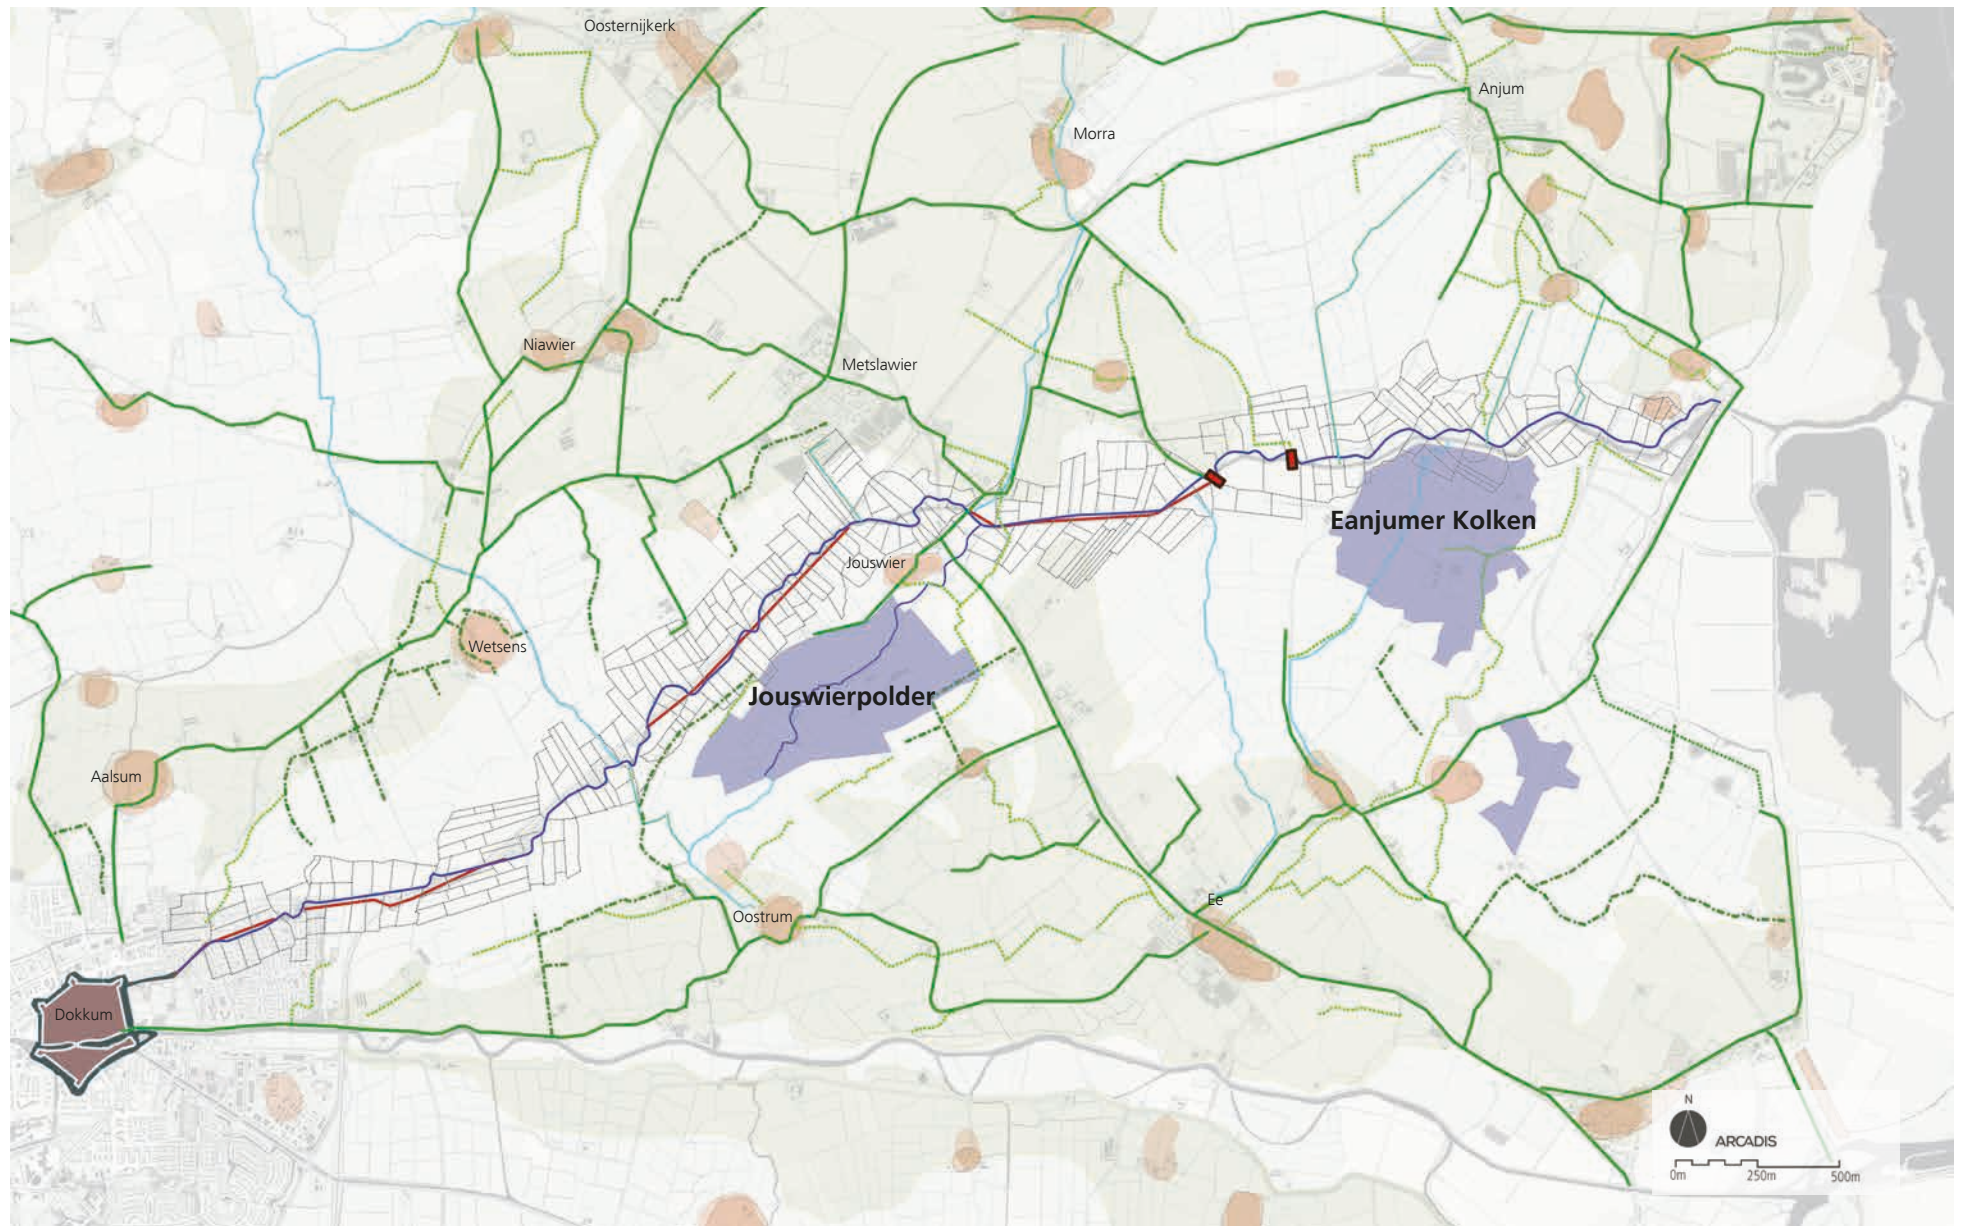 Oosternijkerk
Anjum
Morra
Niawier
Metslawier
Eanjumer Kolken
Jouswier
Wetsens
Jouswierpolder
Aalsum
Ee
Oostrum
Dokkum
N
ARCADIS
0m 250m 500m